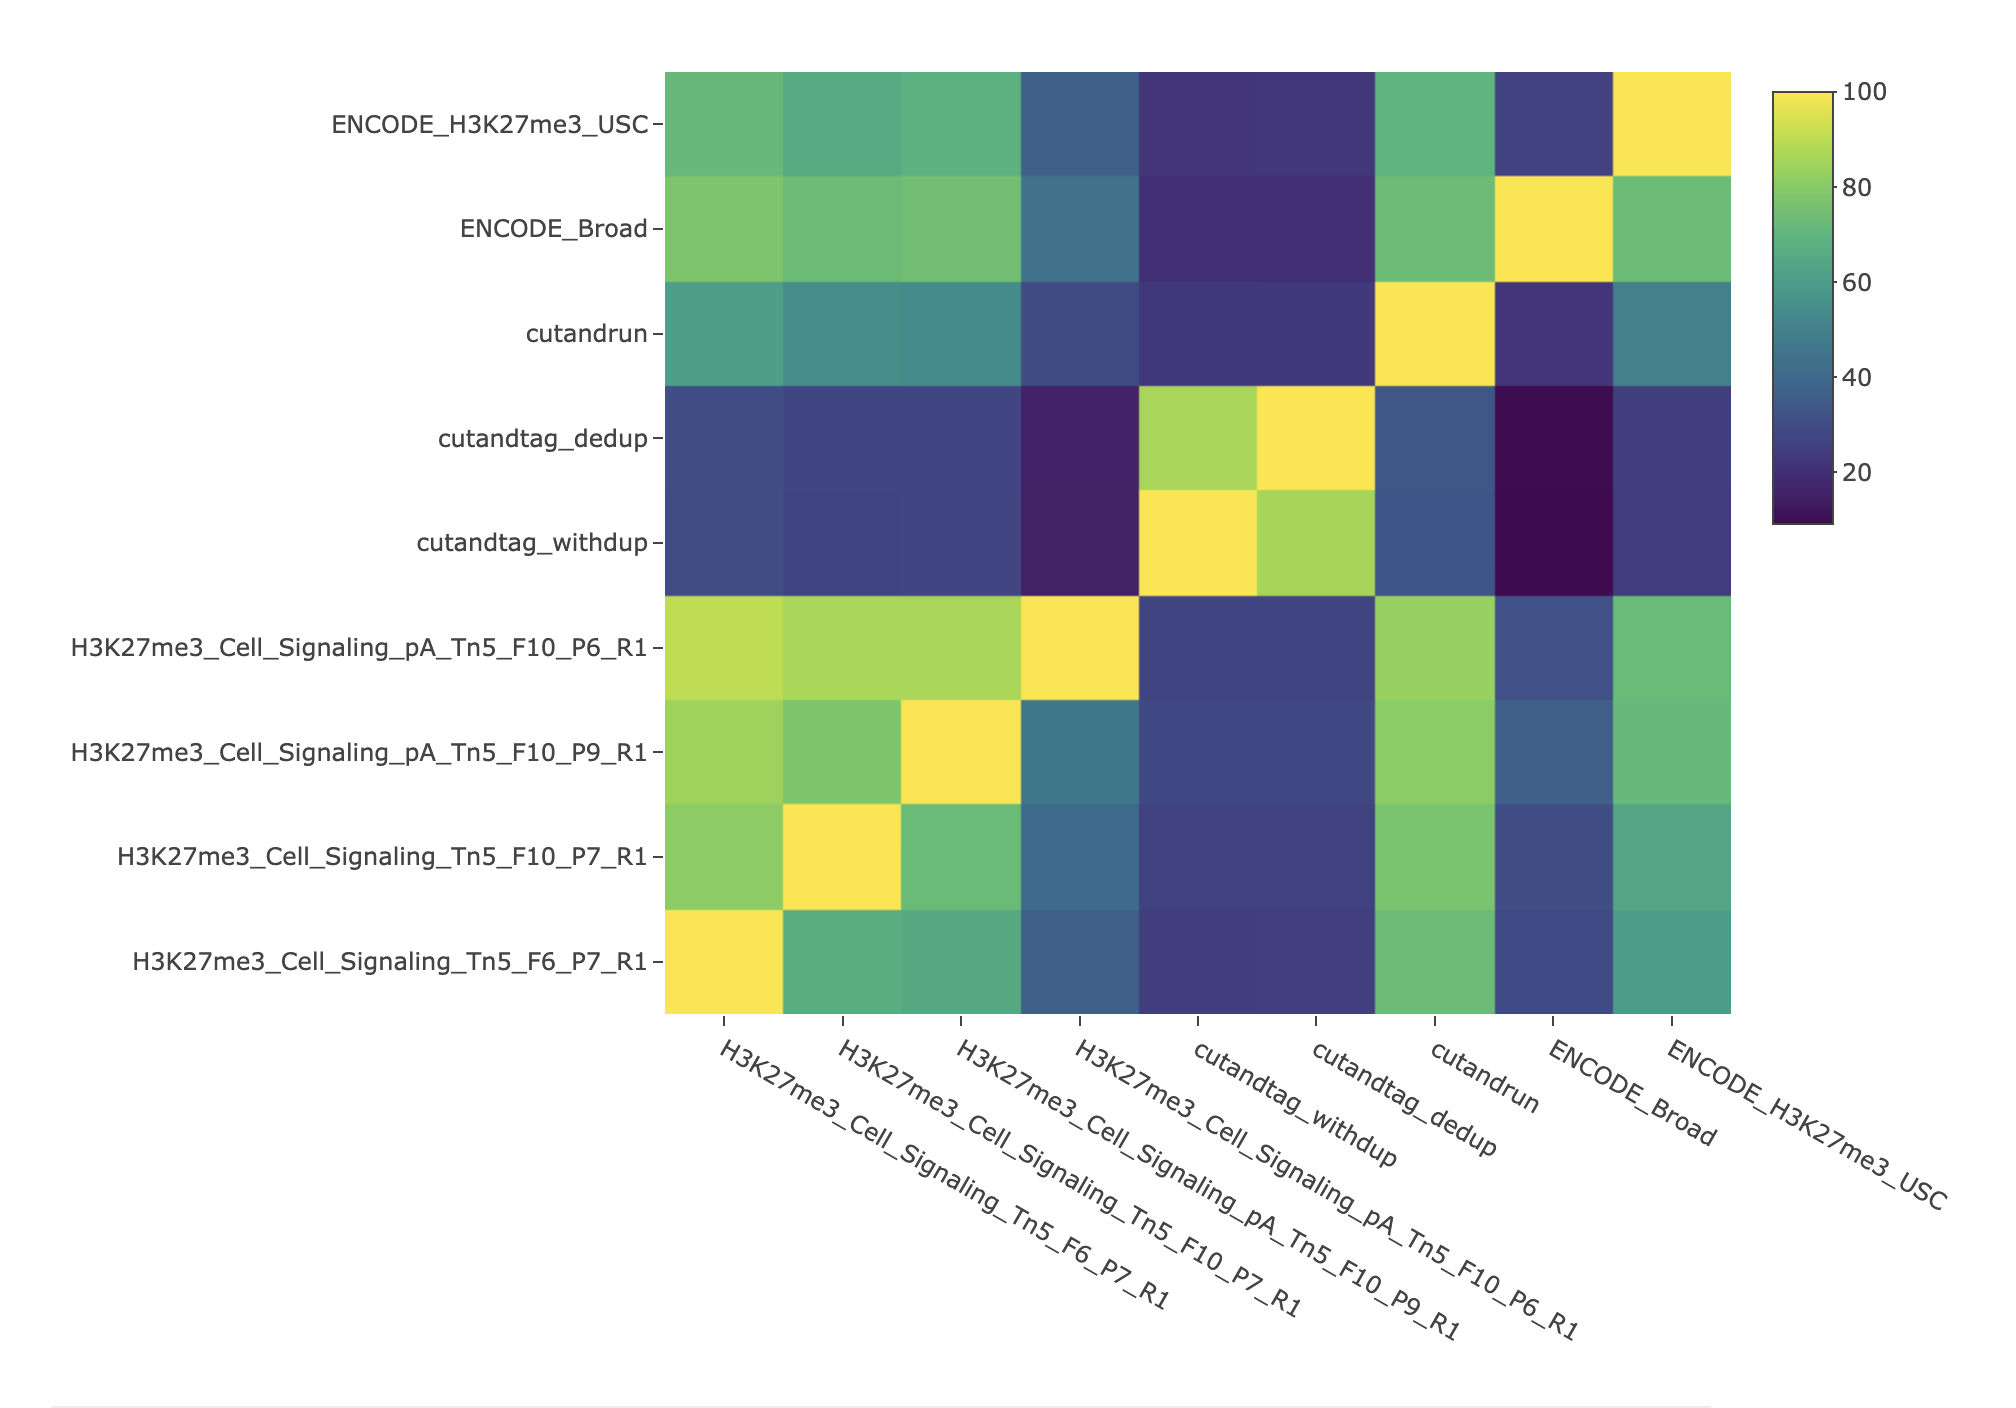 ENCODE_H3K27me3_USC
ENCODE_Broad
cutandrun
cutandtag_dedup
cutandtag_withdup
H3K27me3_Cell_Signaling_pA_Tn5_F10_P6_R1
H3K27me3_Cell_Signaling_pA_Tn5_F10_P9_R1
H3K27me3_Cell_Signaling_Tn5_F10_P7_R1
H3K27me3_Cell_Signaling_Tn5_F6_P7_R1
H3K27me3_Cell_Signaling_Tn5_F6_P7_R1
H3K27me3_Cell_Signaling_Tn5_F10_P7_R1
H3K27me3_Cell_Signaling_pA_Tn5_F10_P9_R1
H3K27me3_Cell_Signaling_pA_Tn5_F10_P6_R1
cutandtag_withdup
cutandtag_dedup
cutandrun
ENCODE_Broad
ENCODE_H3K27me3_USC
100
80
60
40
20